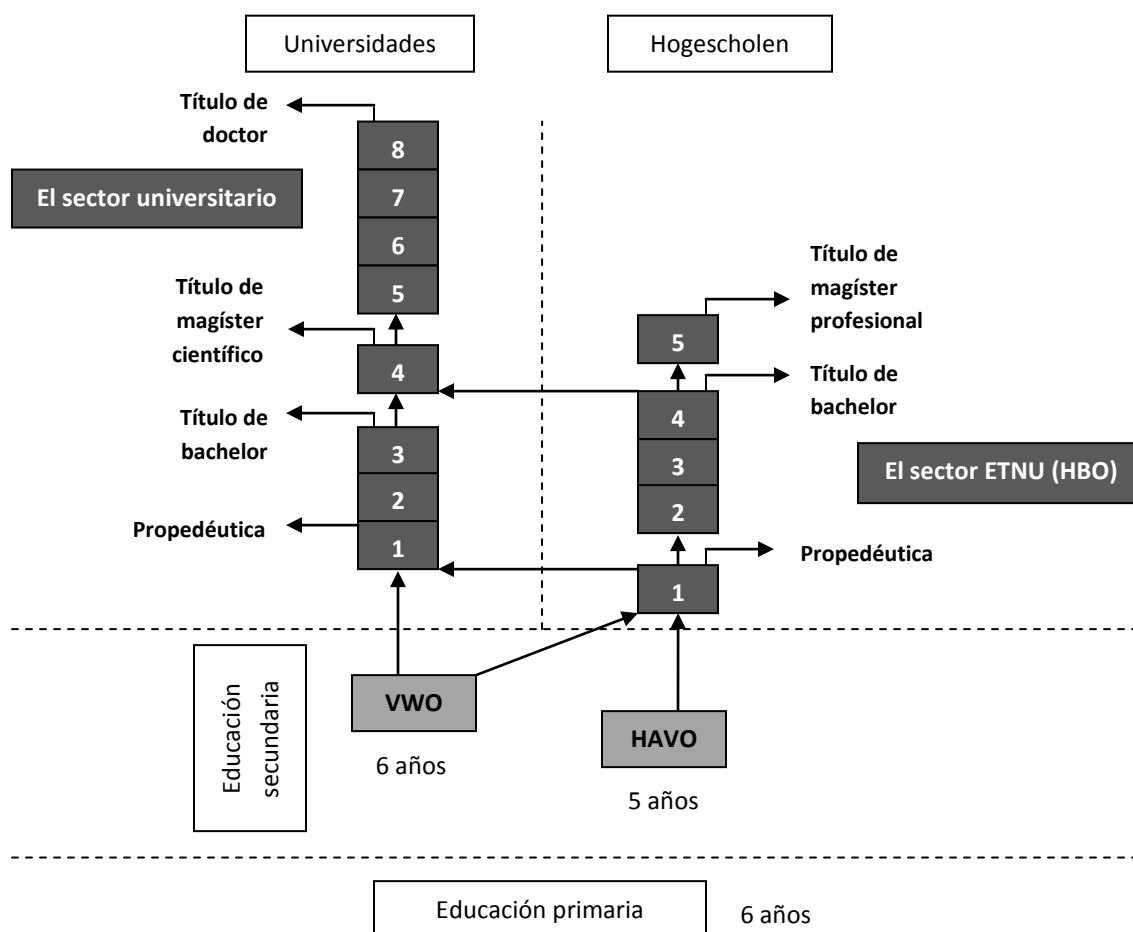 Universidades
Hogescholen
Título de
doctor
8
7
6
5
El sector universitario
Título de
magíster
científico
4
Título de
bachelor
3
2
1
Propedéutica
Título de
magíster
profesional
5
Título de
bachelor
4
3
2
El sector ETNU (HBO)
Propedéutica
1
Educación
secundaria
VWO
6 años
HAVO
5 años
Educación primaria
6 años